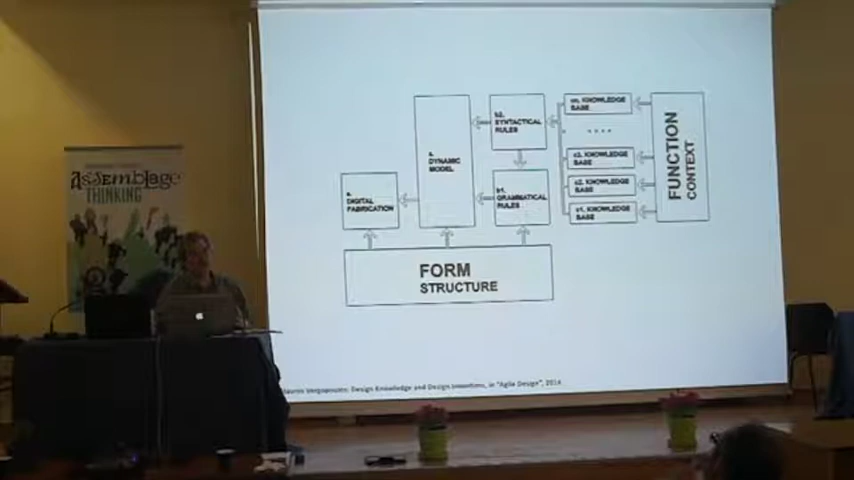 ASSEMBLAGE
THINKING
b2.
SYNTACTICAL
RULES
KNOWLEDGE
BASE
....
c3. KNOWLEDGE
BASE
c2. KNOWLEDGE
BASE
c1. KNOWLEDGE
BASE
FUNCTION
CONTEXT
DYNAMIC
MODEL
b1.
GRAMMATICAL
RULES
DIGITAL
FABRICATION
FORM
STRUCTURE
Design Knowledge and Design Inventions, in "Agile Design", 2014